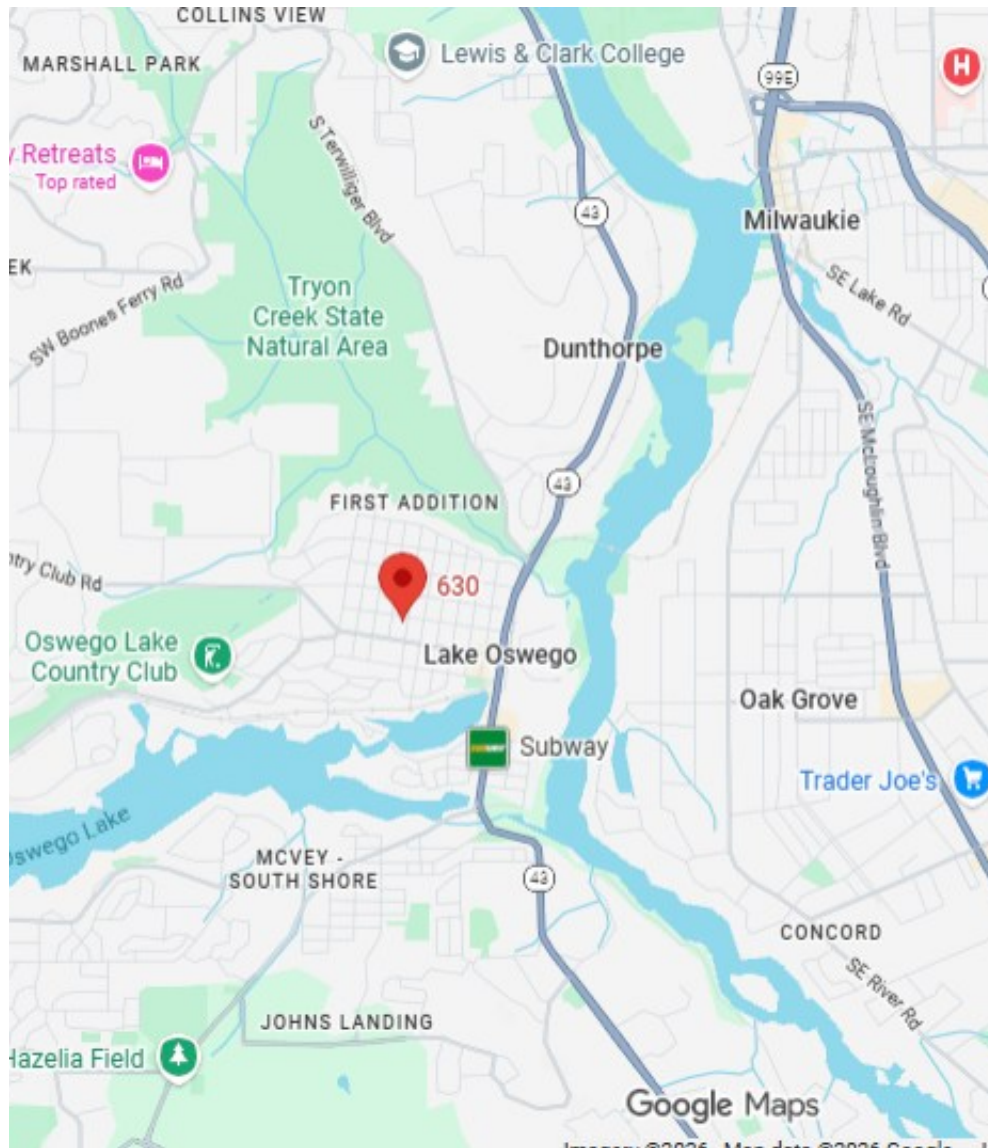 COLLINS VIEW
Lewis & Clark College
MARSHALL PARK
99E
H
y Retreats
Top rated
S Terwilliger Blvd
43
Milwaukie
EK
SW Boones Ferry Rd
Tryon
Creek State
Natural Area
SE Lake Rd
Dunthorpe
SE McLoughlin Blvd
43
FIRST ADDITION
ntry Club Rd
630
Oswego Lake
Country Club
Lake Oswego
Oak Grove
Subway
Trader Joe's
Oswego Lake
MCVEY -
SOUTH SHORE
43
CONCORD
SE River Rd
JOHNS LANDING
Hazelia Field
Google Maps